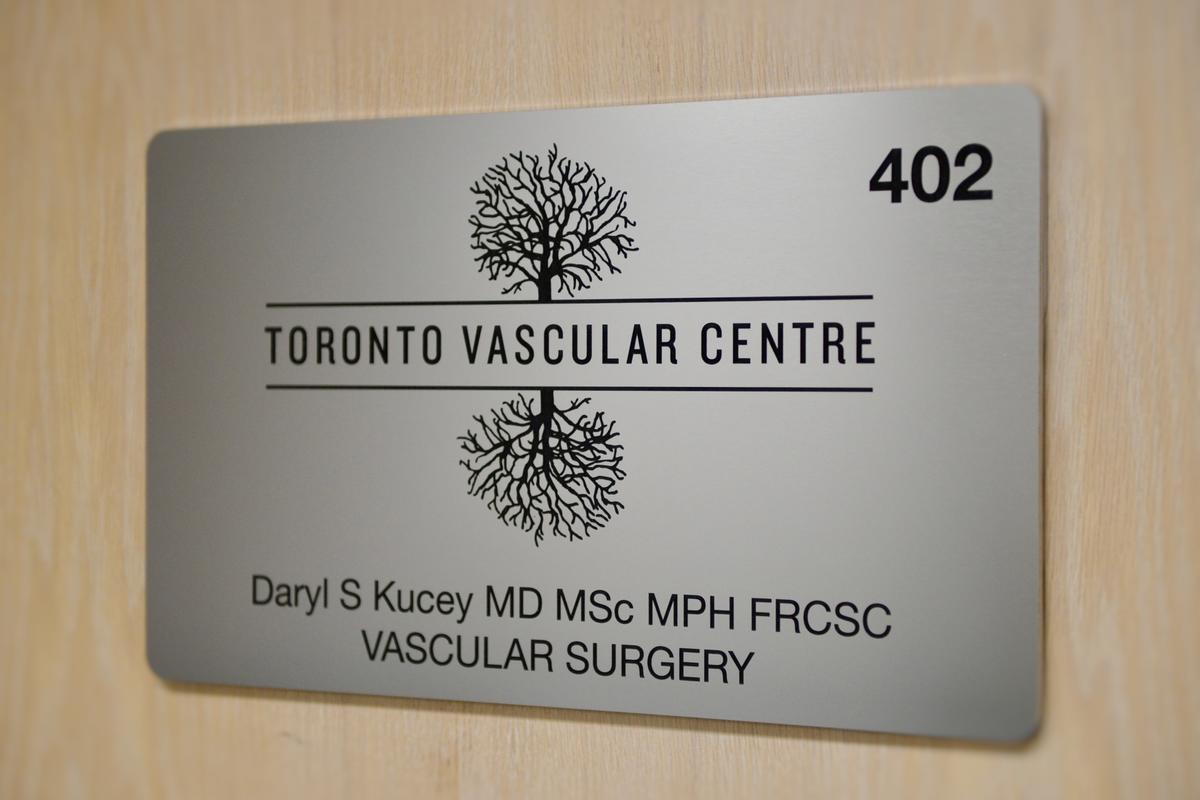 402
TORONTO VASCULAR CENTRE
Daryl S Kucey MD MSc MPH FRCSC
VASCULAR SURGERY